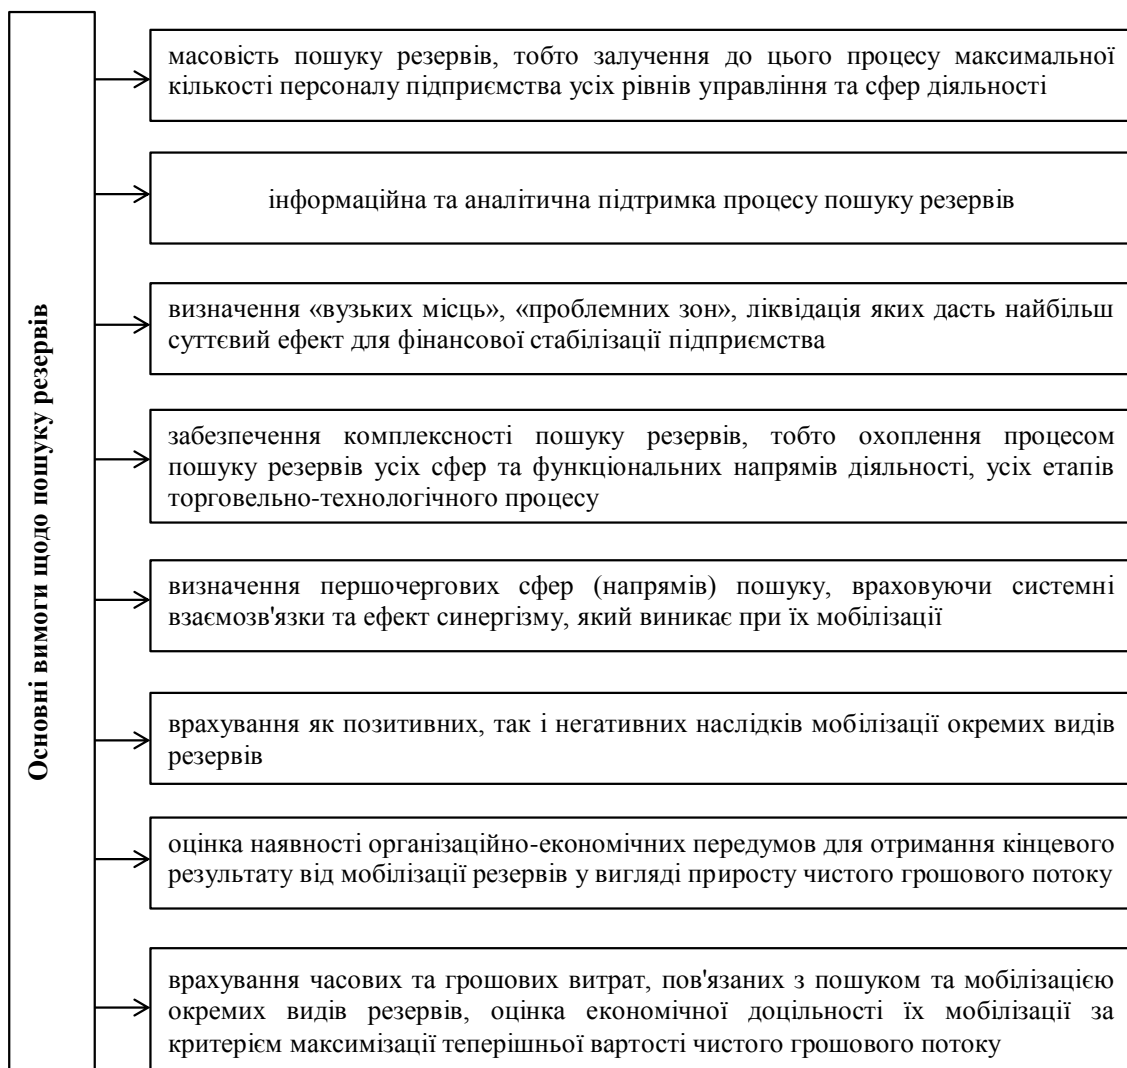 Основні вимоги щодо пошуку резервів
масовість пошуку резервів, тобто залучення до цього процесу максимальної
кількості персоналу підприємства усіх рівнів управління та сфер діяльності
інформаційна та аналітична підтримка процесу пошуку резервів
визначення «вузьких місць», «проблемних зон», ліквідація яких дасть найбільш
суттєвий ефект для фінансової стабілізації підприємства
забезпечення комплексності пошуку резервів, тобто охоплення процесом
пошуку резервів усіх сфер та функціональних напрямів діяльності, усіх етапів
торговельно-технологічного процесу
визначення першочергових сфер (напрямів) пошуку, враховуючи системні
взаємозв'язки та ефект синергізму, який виникає при їх мобілізації
врахування як позитивних, так і негативних наслідків мобілізації окремих видів
резервів
оцінка наявності організаційно-економічних передумов для отримання кінцевого
результату від мобілізації резервів у вигляді приросту чистого грошового потоку
врахування часових та грошових витрат, пов'язаних з пошуком та мобілізацією
окремих видів резервів, оцінка економічної доцільності їх мобілізації за
критерієм максимізації теперішньої вартості чистого грошового потоку